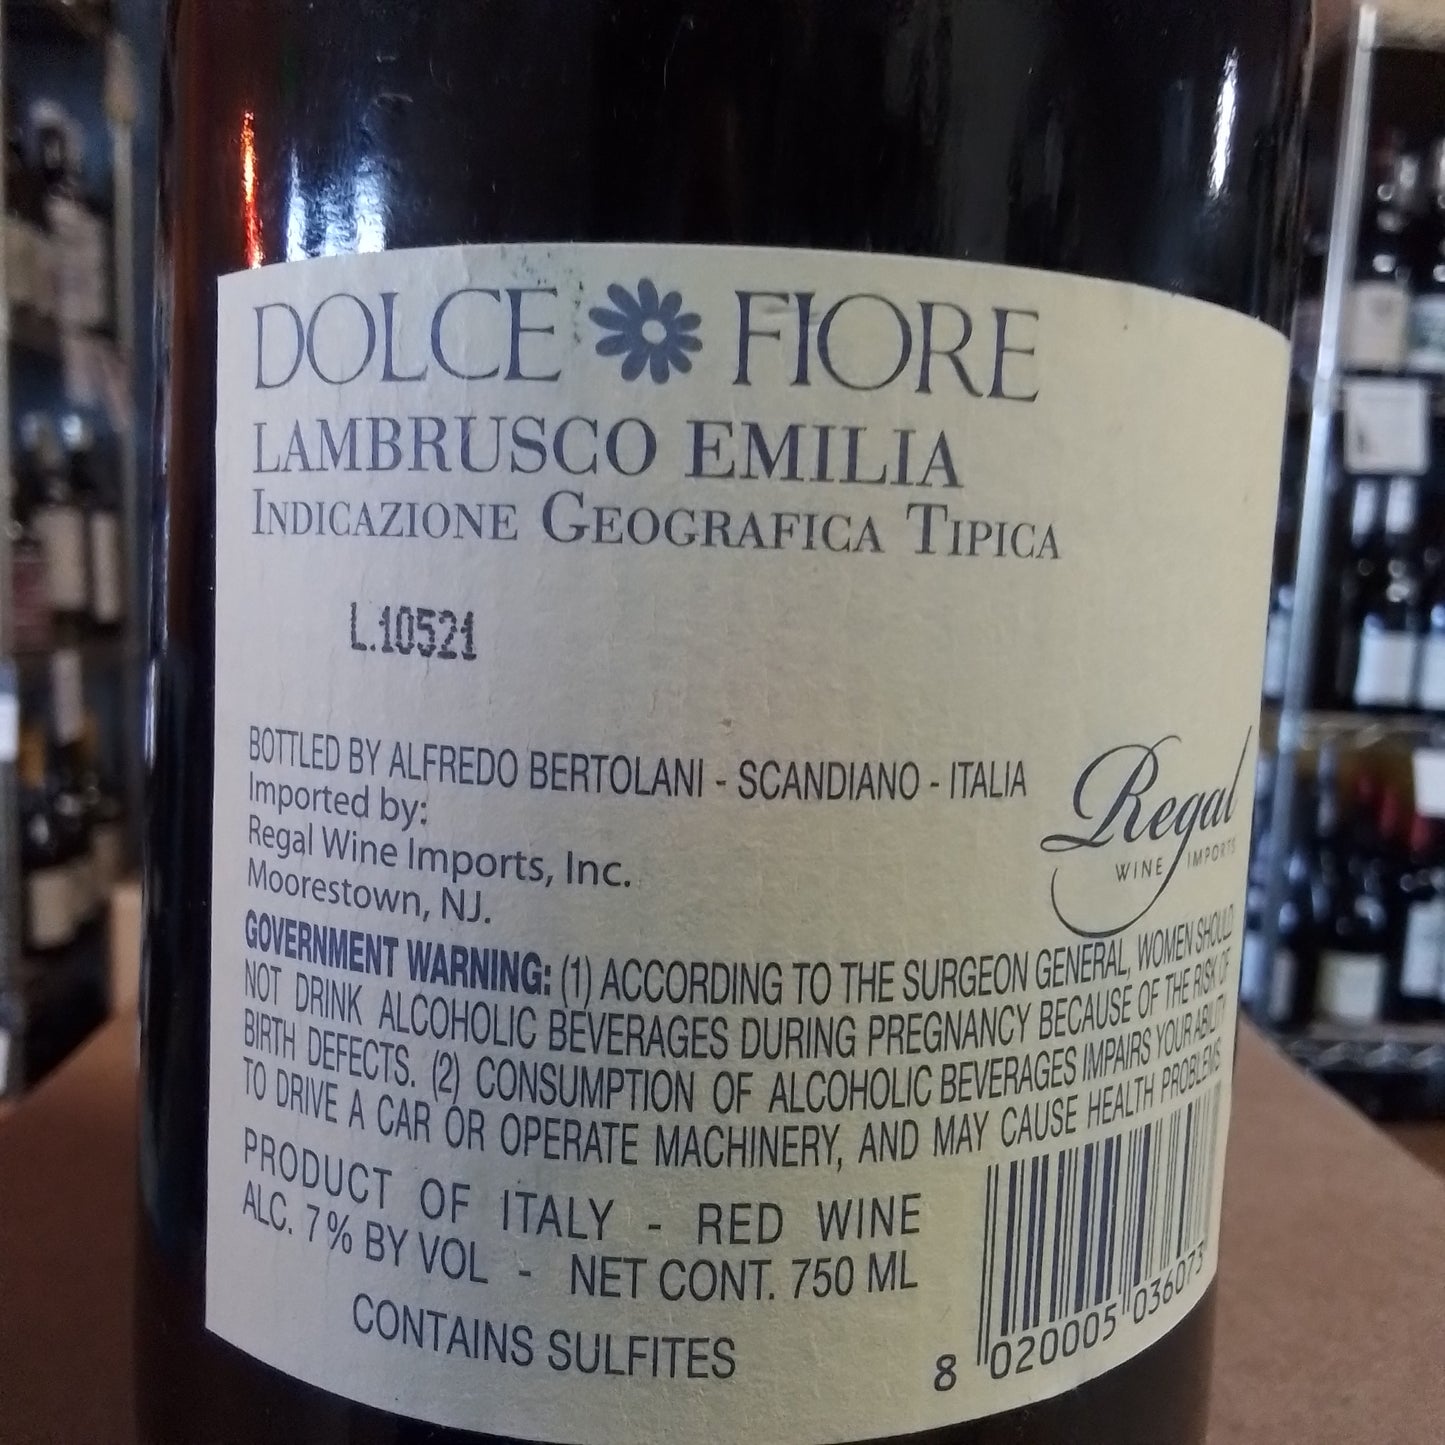 DOLCE FIORE
LAMBRUSCO EMILIA
INDICAZIONE GEOGRAFICA TIPICA
L.10521
BOTTLED BY ALFREDO BERTOLANI - SCANDIANO - ITALIA
Imported by:
Regal Wine Imports, Inc.
Moorestown, NJ.
Regal
WINE IMPORTS
GOVERNMENT WARNING: (1) ACCORDING TO THE SURGEON GENERAL, WOMEN SHOULD
NOT DRINK ALCOHOLIC BEVERAGES DURING PREGNANCY BECAUSE OF THE RISK OF
BIRTH DEFECTS. (2) CONSUMPTION OF ALCOHOLIC BEVERAGES IMPAIRS YOUR ABILITY
TO DRIVE A CAR OR OPERATE MACHINERY, AND MAY CAUSE HEALTH PROBLEMS.
PRODUCT OF ITALY - RED WINE
ALC. 7% BY VOL - NET CONT. 750 ML
CONTAINS SULFITES
8 020005 036073